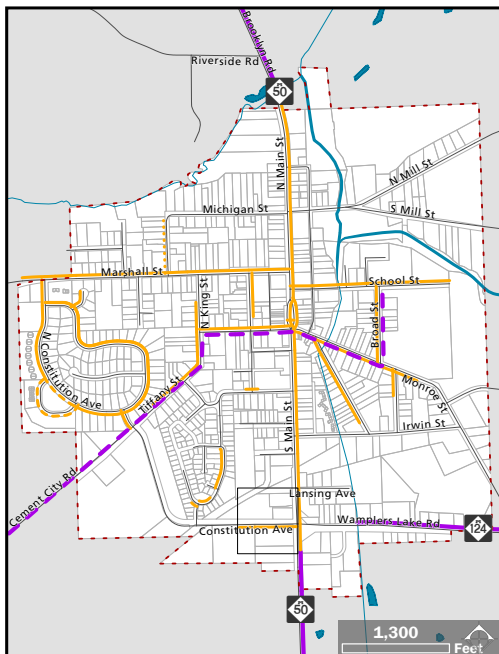 Brooklyn Rd
Riverside Rd
50
N Main St
N Mill St
Michigan St
S Mill St
Marshall St
School St
N King St
Broad St
N Constitution Ave
Tiffany St
Monroe St
S Main St
Irwin St
Cement City Rd
Lansing Ave
Constitution Ave
Wamplers Lake Rd
124
50
1,300
Feet